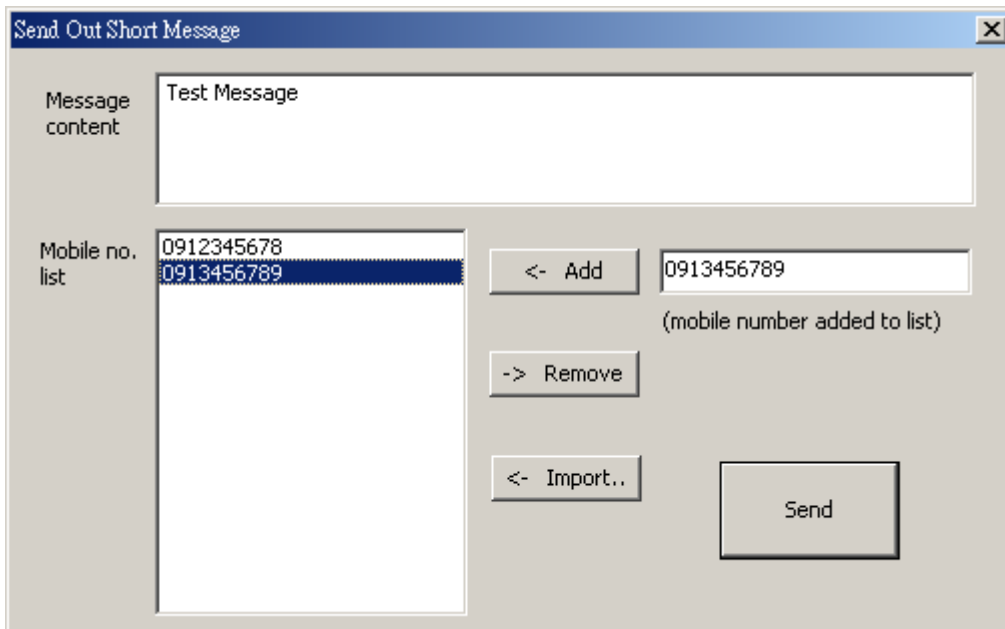 Send Out Short Message
Message
content
Test Message
Mobile no.
list
0912345678
0913456789
<- Add
0913456789
(mobile number added to list)
-> Remove
<- Import..
Send